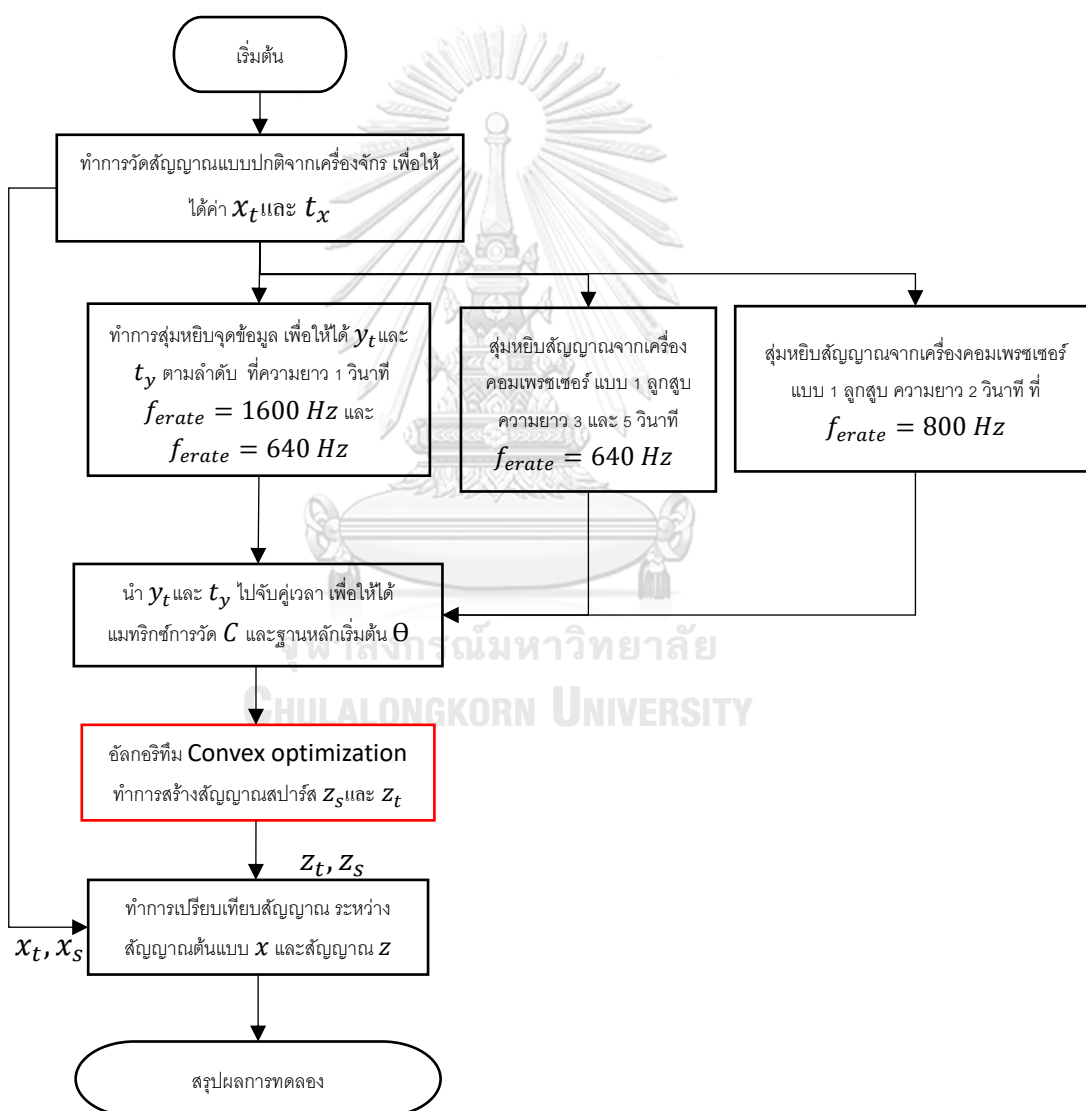 เริ่มต้น
ทำการวัดสัญญาณแบบปกติจากเครื่องจักร เพื่อให้
ได้ค่า x_t และ t_x
ทำการสุ่มหยิบจุดข้อมูล เพื่อให้ได้ y_t และ
t_y ตามลำดับ ที่ความยาว 1 วินาที
f_{erate} = 1600 Hz และ
f_{erate} = 640 Hz
สุ่มหยิบสัญญาณจากเครื่อง
คอมเพรซเซอร์ แบบ 1 ลูกสูบ
ความยาว 3 และ 5 วินาที
f_{erate} = 640 Hz
สุ่มหยิบสัญญาณจากเครื่องคอมเพรซเซอร์
แบบ 1 ลูกสูบ ความยาว 2 วินาที ที่
f_{erate} = 800 Hz
นำ y_t และ t_y ไปจับคู่เวลา เพื่อให้ได้
แมทริกซ์การวัด C และฐานหลักเริ่มต้น Θ
จุฬาลงกรณ์มหาวิทยาลัย
CHULALONGKORN UNIVERSITY
อัลกอริทึม Convex optimization
ทำการสร้างสัญญาณสปาร์ส z_s และ z_t
z_t, z_s
ทำการเปรียบเทียบสัญญาณ ระหว่าง
สัญญาณต้นแบบ x และสัญญาณ z
x_t, x_s
สรุปผลการทดลอง